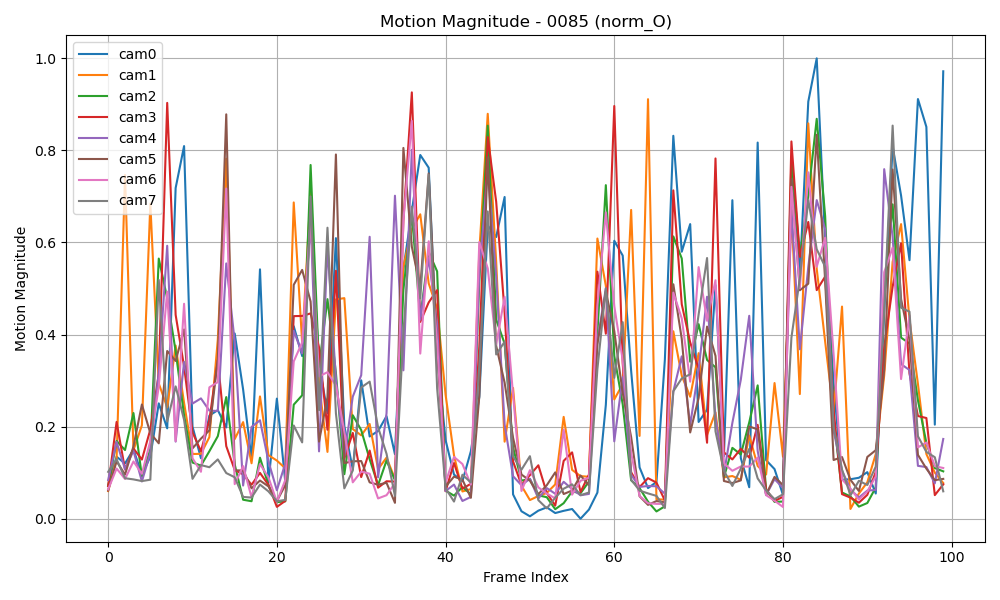 Motion Magnitude - 0085 (norm_O)
1.0
0.8
0.6
0.4
0.2
0.0
Motion Magnitude
cam0
cam1
cam2
cam3
cam4
cam5
cam6
cam7
0 20 40 60 80 100
Frame Index